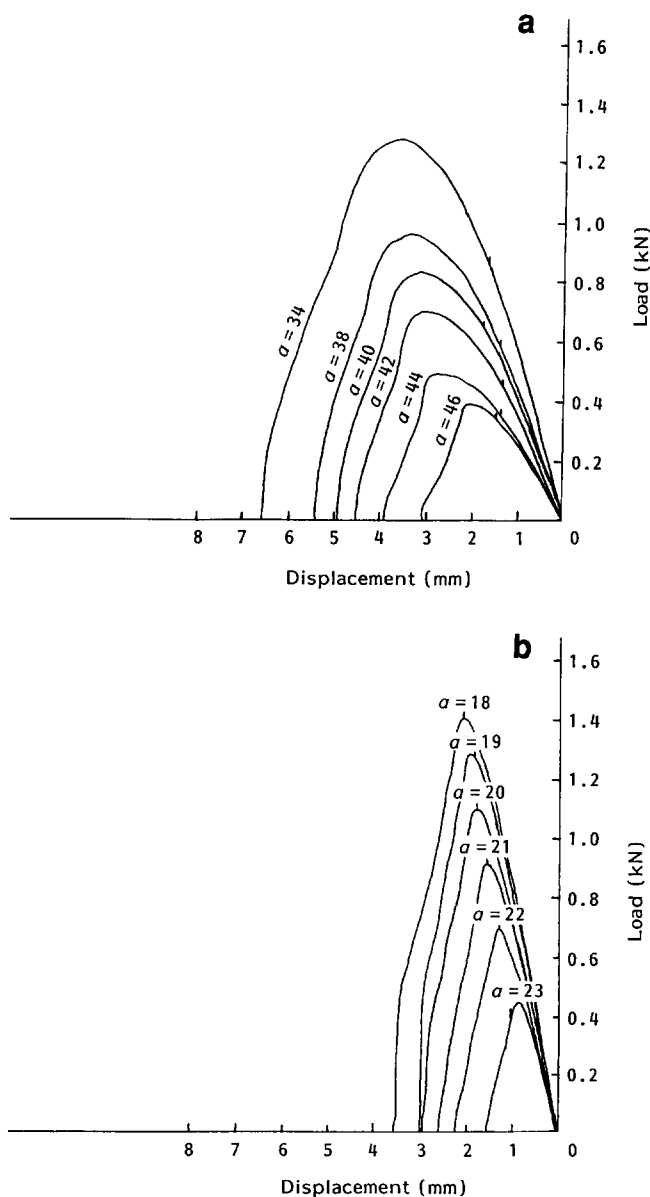 a
1.6
1.4
1.2
1.0
0.8
0.6
0.4
0.2
Load (kN)
a = 34
a = 38
a = 40
a = 42
a = 44
a = 46
8 7 6 5 4 3 2 1 0
Displacement (mm)
b
1.6
1.4
1.2
1.0
0.8
0.6
0.4
0.2
Load (kN)
a = 18
a = 19
a = 20
a = 21
a = 22
a = 23
8 7 6 5 4 3 2 1 0
Displacement (mm)